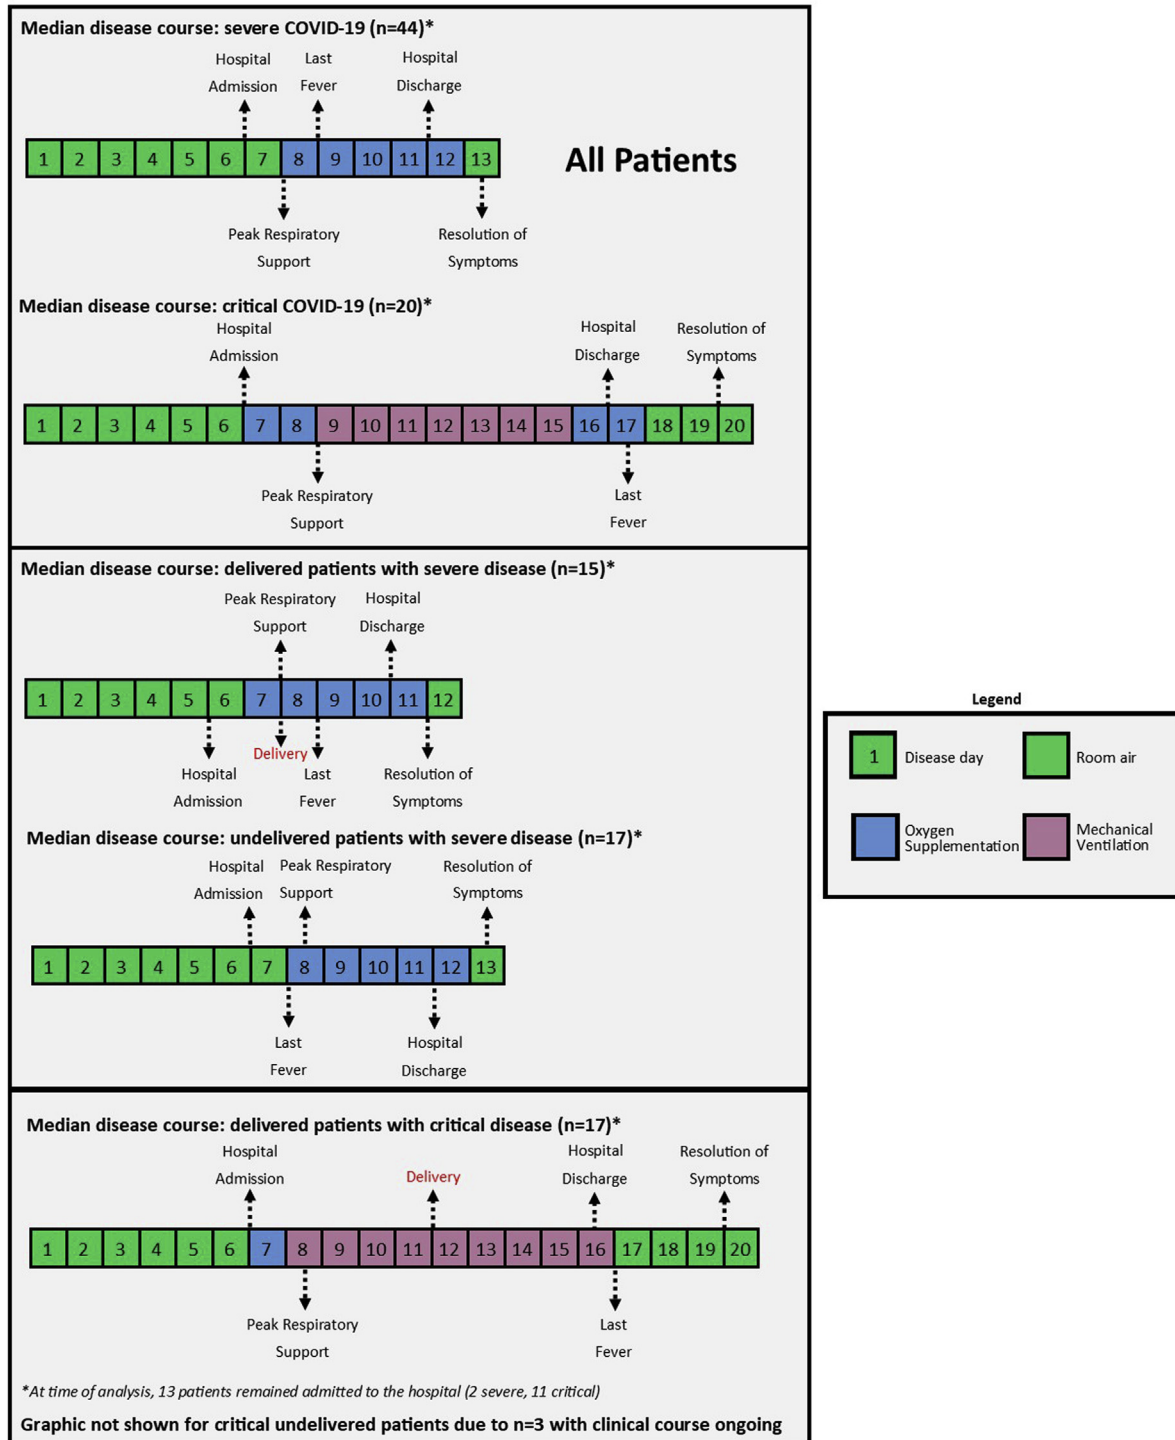 Median disease course: severe COVID-19 (n=44)*
Hospital Last Hospital
Admission Fever Discharge
1 2 3 4 5 6 7 8 9 10 11 12 13
All Patients
Peak Respiratory Resolution of
Support Symptoms
Median disease course: critical COVID-19 (n=20)*
Hospital Hospital Resolution of
Admission Discharge Symptoms
1 2 3 4 5 6 7 8 9 10 11 12 13 14 15 16 17 18 19 20
Peak Respiratory Last
Support Fever
Median disease course: delivered patients with severe disease (n=15)*
Peak Respiratory Hospital
Support Discharge
1 2 3 4 5 6 7 8 9 10 11 12
Delivery
Hospital Last Resolution of
Admission Fever Symptoms
Median disease course: undelivered patients with severe disease (n=17)*
Hospital Peak Respiratory Resolution of
Admission Support Symptoms
1 2 3 4 5 6 7 8 9 10 11 12 13
Last Hospital
Fever Discharge
Median disease course: delivered patients with critical disease (n=17)*
Hospital Hospital Resolution of
Admission Delivery Discharge Symptoms
1 2 3 4 5 6 7 8 9 10 11 12 13 14 15 16 17 18 19 20
Peak Respiratory Last
Support Fever
*At time of analysis, 13 patients remained admitted to the hospital (2 severe, 11 critical)
Graphic not shown for critical undelivered patients due to n=3 with clinical course ongoing
Legend
1 Disease day Room air
Oxygen Mechanical
Supplementation Ventilation